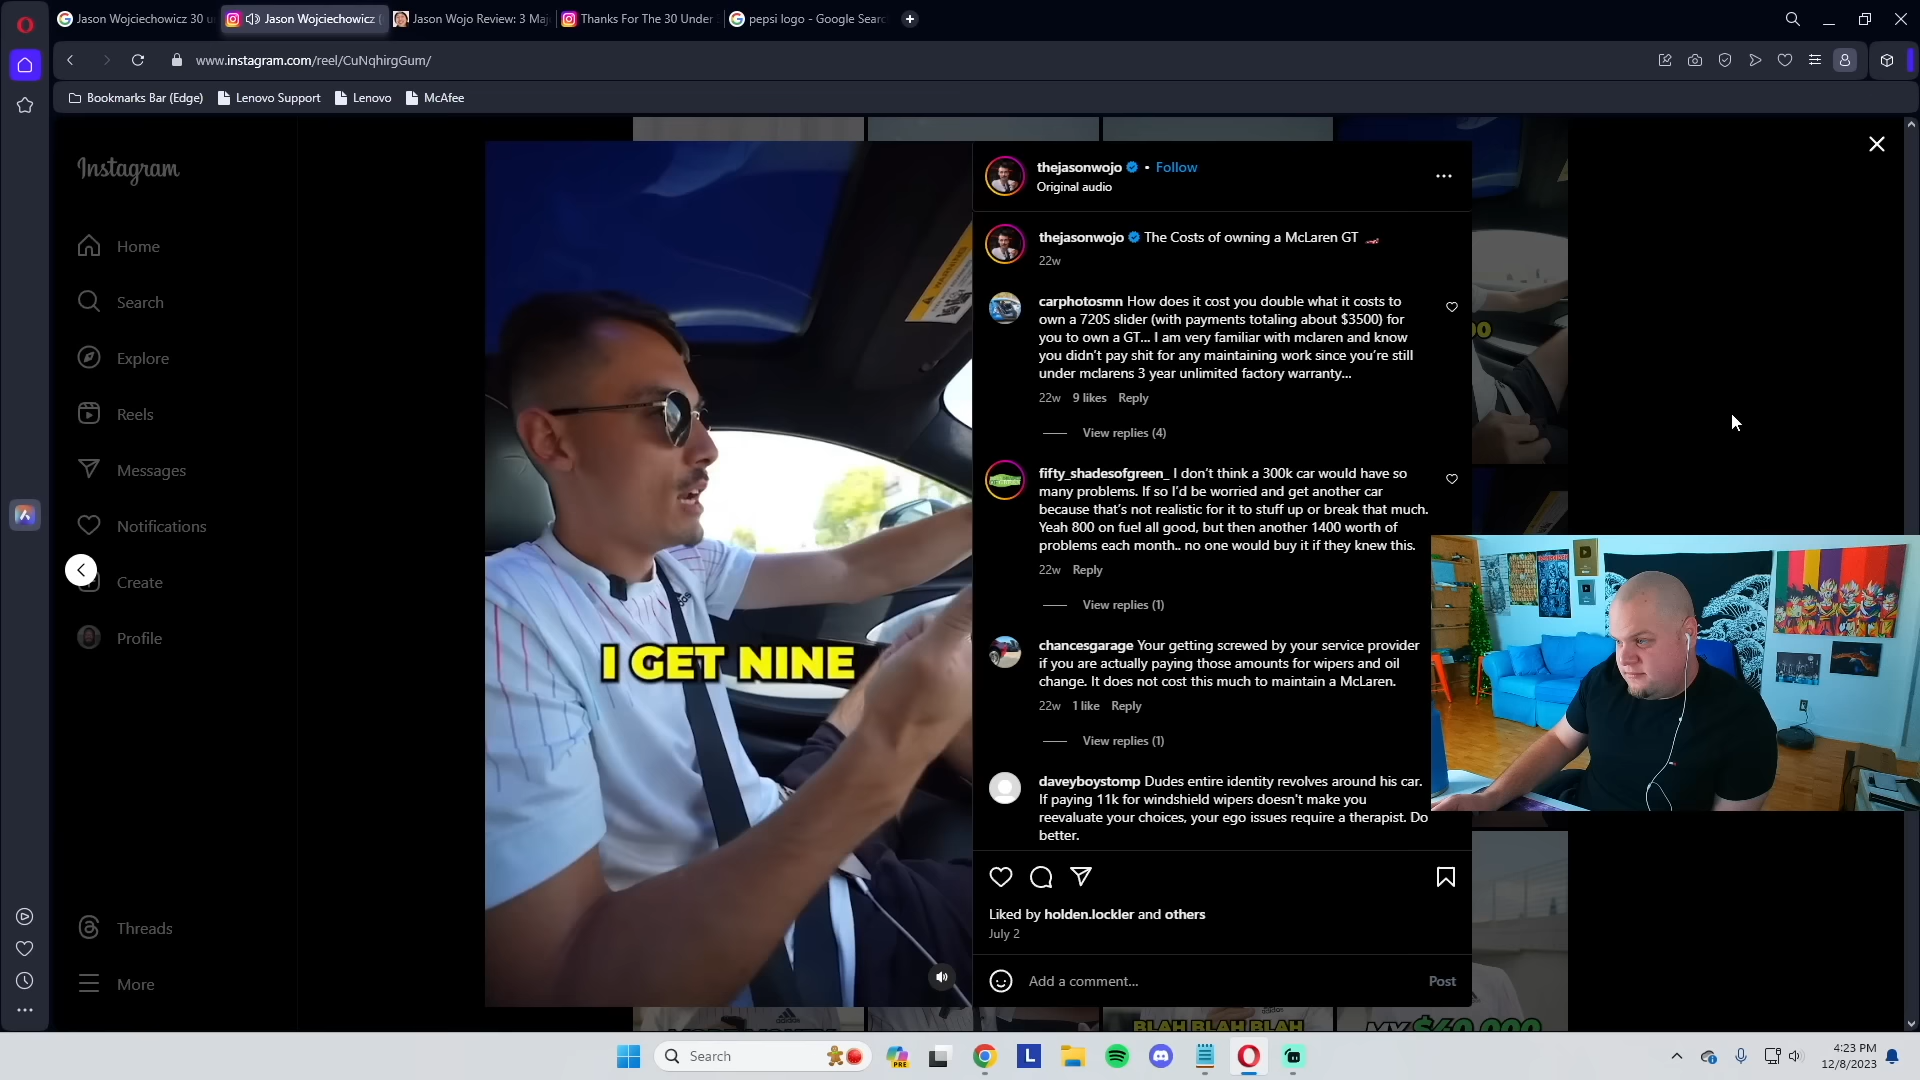 Jason Wojciechowicz 30 u
Jason Wojciechowicz (
Jason Wojo Review: 3 Maj
Thanks For The 30 Under
pepsi logo - Google Searc
www.instagram.com/reel/CuNqhirgGum/
Bookmarks Bar (Edge)
Lenovo Support
Lenovo
McAfee
Instagram
Home
Search
Explore
Reels
Messages
Notifications
Create
Profile
Threads
More
I GET NINE
thejasonwojo • Follow
Original audio
thejasonwojo The Costs of owning a McLaren GT
22w
carphotosmn How does it cost you double what it costs to
own a 720S slider (with payments totaling about $3500) for
you to own a GT... I am very familiar with mclaren and know
you didn't pay shit for any maintaining work since you're still
under mclarens 3 year unlimited factory warranty...
22w 9 likes Reply
View replies (4)
fifty_shadesofgreen_ I don't think a 300k car would have so
many problems. If so I'd be worried and get another car
because that's not realistic for it to stuff up or break that much.
Yeah 800 on fuel all good, but then another 1400 worth of
problems each month.. no one would buy it if they knew this.
22w Reply
View replies (1)
chancesgarage Your getting screwed by your service provider
if you are actually paying those amounts for wipers and oil
change. It does not cost this much to maintain a McLaren.
22w 1 like Reply
View replies (1)
daveyboystomp Dudes entire identity revolves around his car.
If paying 11k for windshield wipers doesn't make you
reevaluate your choices, your ego issues require a therapist. Do
better.
Liked by holden.lockler and others
July 2
Add a comment...
Post
adidas
BLAH BLAH BLAH
MY $40,000
Search
PRE
L
4:23 PM
12/8/2023